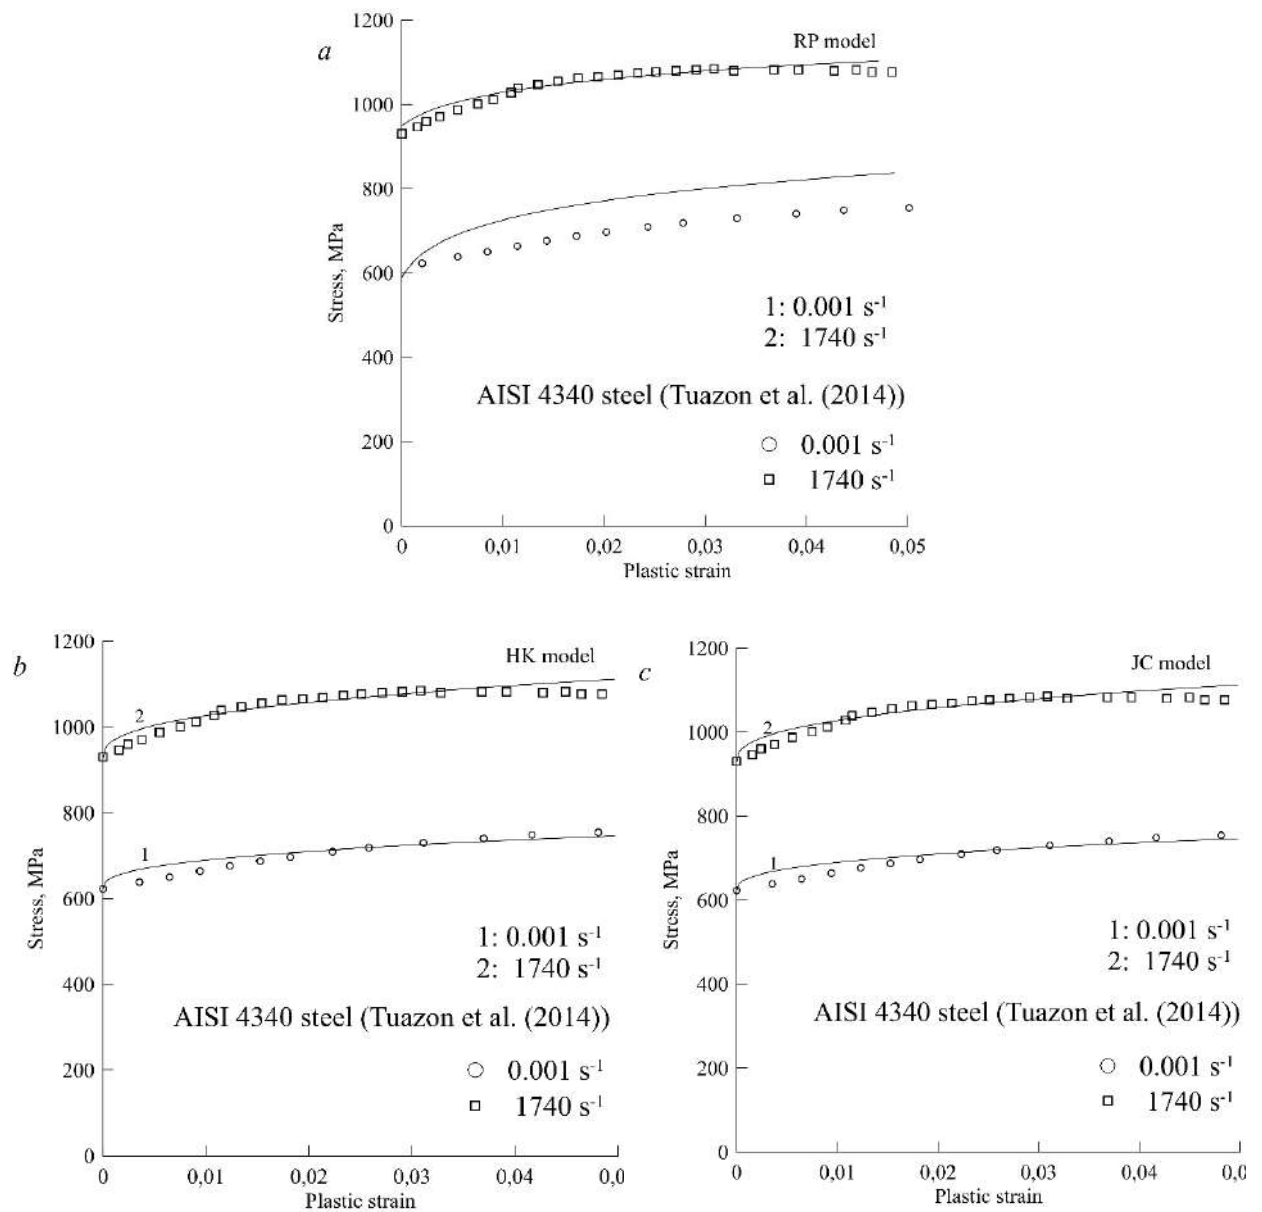 a
RP model
1200
1000
800
600
400
200
0
Stress, MPa
1: 0.001 s⁻¹
2: 1740 s⁻¹
AISI 4340 steel (Tuazon et al. (2014))
0.001 s⁻¹
1740 s⁻¹
0 0,01 0,02 0,03 0,04 0,05
Plastic strain
b
HK model
1200
1000
800
600
400
200
0
Stress, MPa
2
1
1: 0.001 s⁻¹
2: 1740 s⁻¹
AISI 4340 steel (Tuazon et al. (2014))
0.001 s⁻¹
1740 s⁻¹
0 0,01 0,02 0,03 0,04 0,0
Plastic strain
c
JC model
1200
1000
800
600
400
200
0
Stress, MPa
2
1
1: 0.001 s⁻¹
2: 1740 s⁻¹
AISI 4340 steel (Tuazon et al. (2014))
0.001 s⁻¹
1740 s⁻¹
0 0,01 0,02 0,03 0,04 0,0
Plastic strain